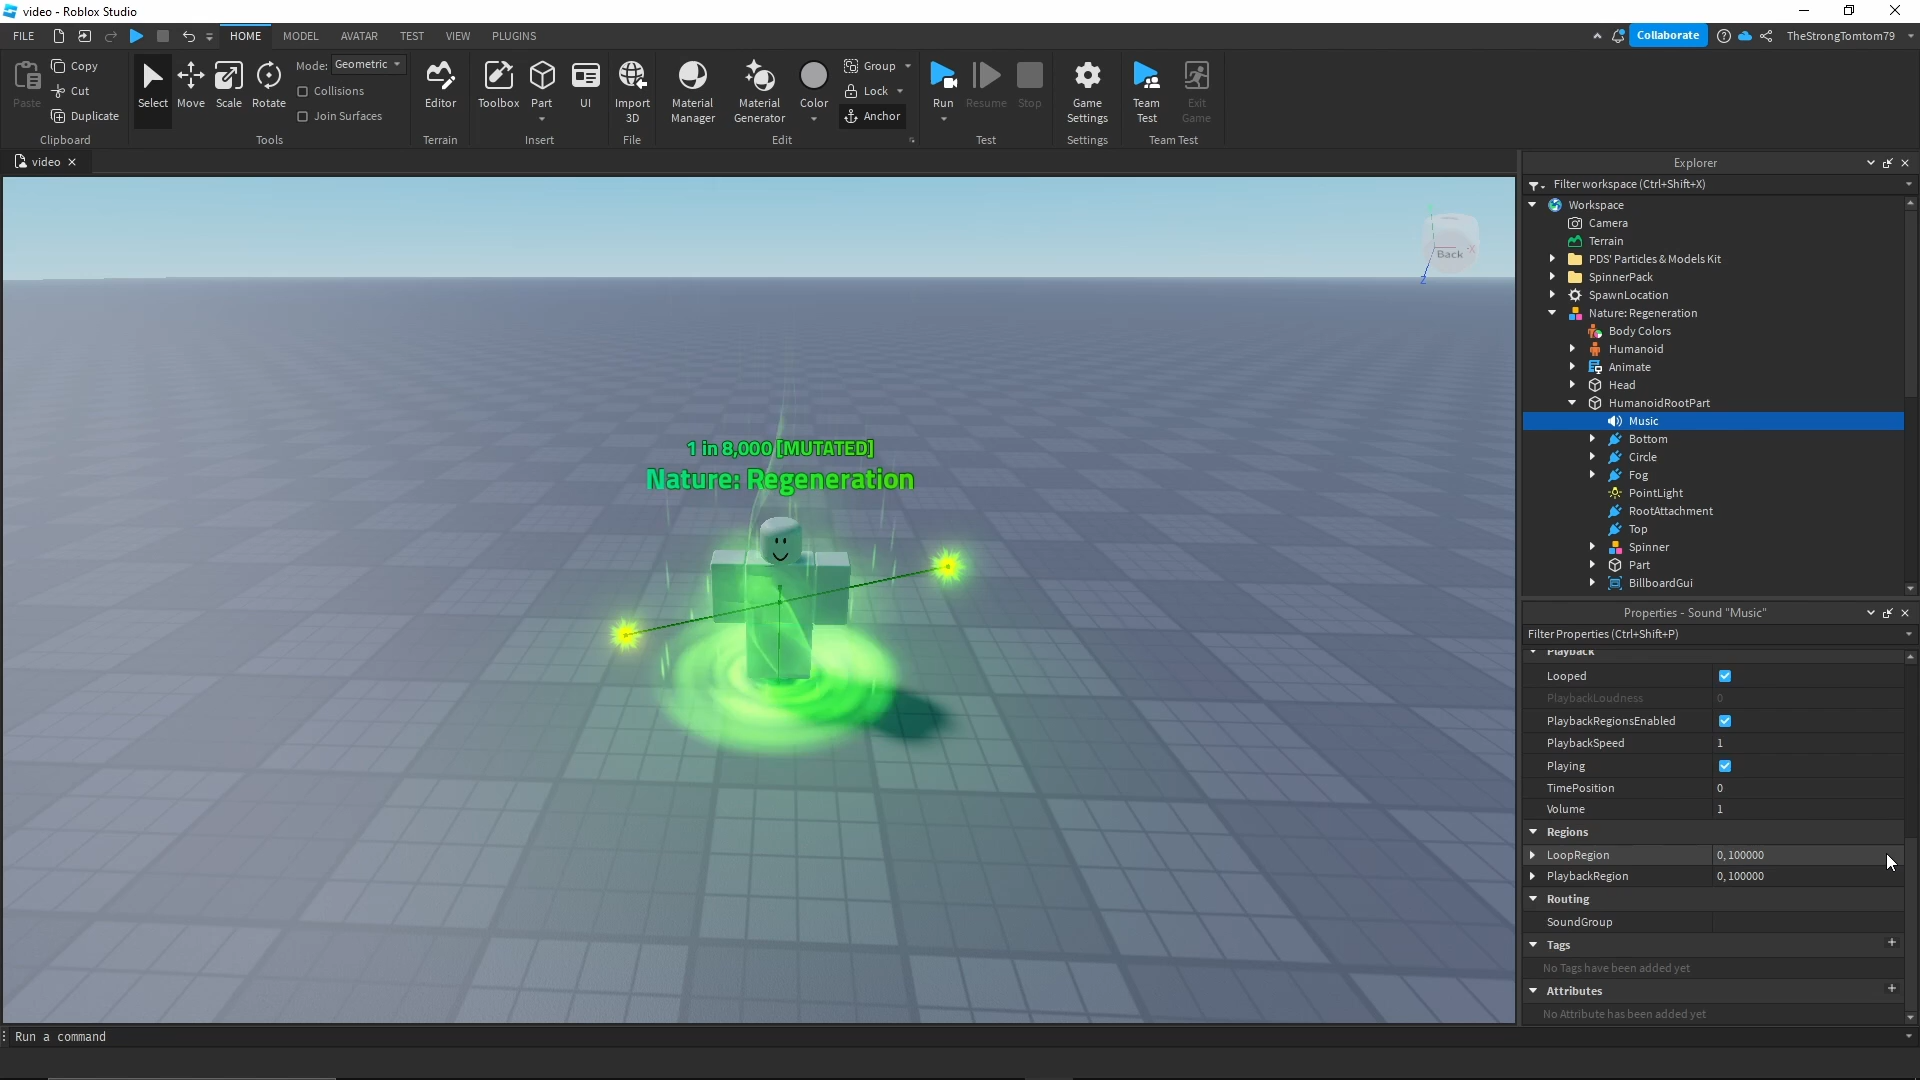 video - Roblox Studio
FILE
HOME
MODEL
AVATAR
TEST
VIEW
PLUGINS
Collaborate
TheStrongTomtom79
Paste
Copy
Cut
Duplicate
Clipboard
Select
Move
Scale
Rotate
Mode: Geometric
Collisions
Join Surfaces
Tools
Editor
Terrain
Toolbox
Part
UI
Insert
Import
3D
File
Material
Manager
Material
Generator
Color
Group
Lock
Anchor
Edit
Run
Resume
Stop
Test
Game
Settings
Settings
Team
Test
Exit
Game
Team Test
video
1 in 8,000 [MUTATED]
Nature: Regeneration
Back
X
Z
Explorer
Filter workspace (Ctrl+Shift+X)
Workspace
Camera
Terrain
PDS' Particles & Models Kit
SpinnerPack
SpawnLocation
Nature: Regeneration
Body Colors
Humanoid
Animate
Head
HumanoidRootPart
Music
Bottom
Circle
Fog
PointLight
RootAttachment
Top
Spinner
Part
BillboardGui
Properties - Sound "Music"
Filter Properties (Ctrl+Shift+P)
Playback
Looped
PlaybackLoudness 0
PlaybackRegionsEnabled
PlaybackSpeed 1
Playing
TimePosition 0
Volume 1
Regions
LoopRegion 0, 100000
PlaybackRegion 0, 100000
Routing
SoundGroup
Tags
No Tags have been added yet
Attributes
No Attribute has been added yet
Run a command